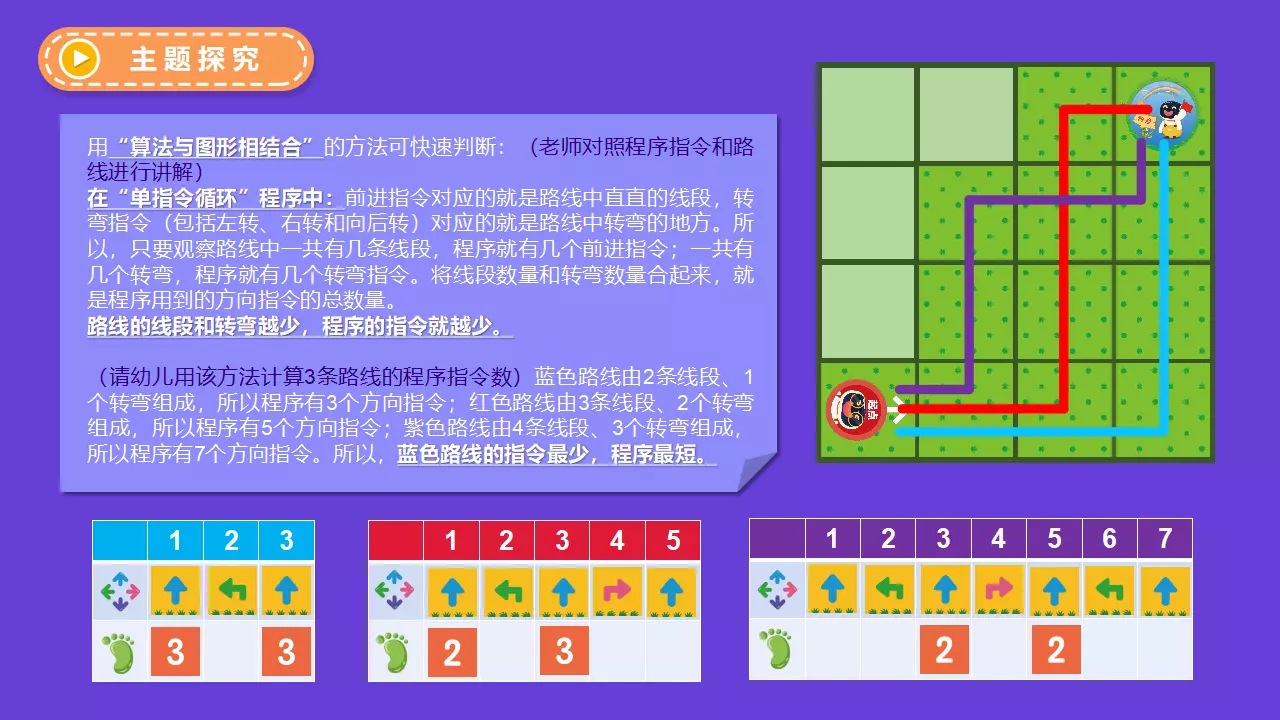 主题探究
用“算法与图形相结合”的方法可快速判断：（老师对照程序指令和路
线进行讲解）
在“单指令循环”程序中：前进指令对应的就是路线中直直的线段，转
弯指令（包括左转、右转和向后转）对应的就是路线中转弯的地方。所
以，只要观察路线中一共有几条线段，程序就有几个前进指令；一共有
几个转弯，程序就有几个转弯指令。将线段数量和转弯数量合起来，就
是程序用到的方向指令的总数量。
路线的线段和转弯越少，程序的指令就越少。
（请幼儿用该方法计算3条路线的程序指令数）蓝色路线由2条线段、1
个转弯组成，所以程序有3个方向指令；红色路线由3条线段、2个转弯
组成，所以程序有5个方向指令；紫色路线由4条线段、3个转弯组成，
所以程序有7个方向指令。所以，蓝色路线的指令最少，程序最短。
起点
1 2 3
3 3
1 2 3 4 5
2 3
1 2 3 4 5 6 7
2 2